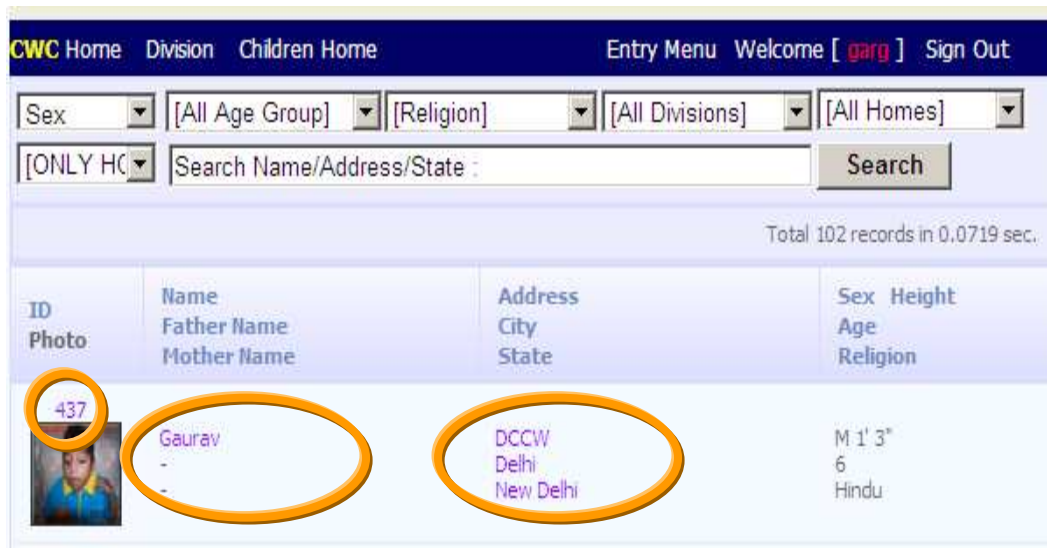 CWC Home Division Children Home Entry Menu Welcome [ garg ] Sign Out
Sex [All Age Group] [Religion] [All Divisions] [All Homes]
[ONLY HO Search Name/Address/State : Search
Total 102 records in 0.0719 sec.
ID Photo
Name Father Name Mother Name
Address City State
Sex Height Age Religion
437
Gaurav
-
-
DCCW
Delhi
New Delhi
M 1' 3"
6
Hindu